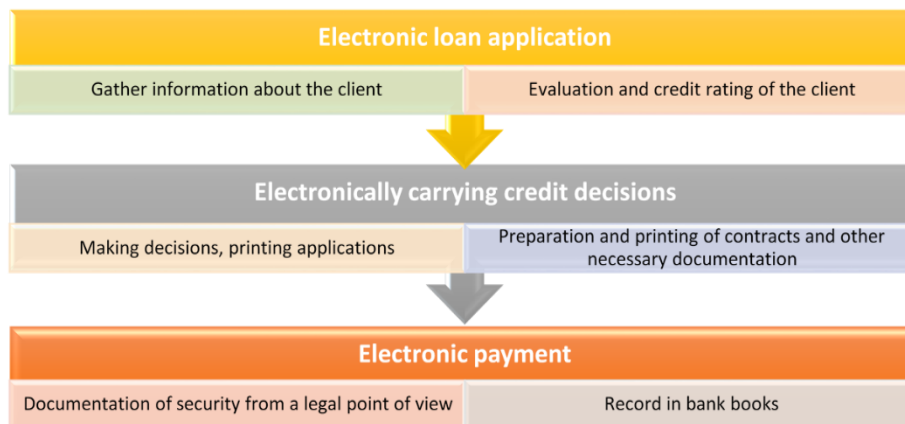 Electronic loan application
Gather information about the client
Evaluation and credit rating of the client
Electronically carrying credit decisions
Making decisions, printing applications
Preparation and printing of contracts and other
necessary documentation
Electronic payment
Documentation of security from a legal point of view
Record in bank books